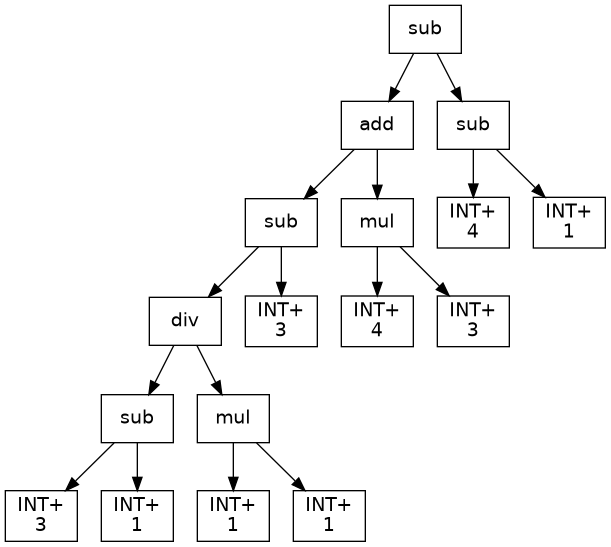 sub
add
sub
sub
mul
INT+
4
INT+
1
div
INT+
3
INT+
4
INT+
3
sub
mul
INT+
3
INT+
1
INT+
1
INT+
1